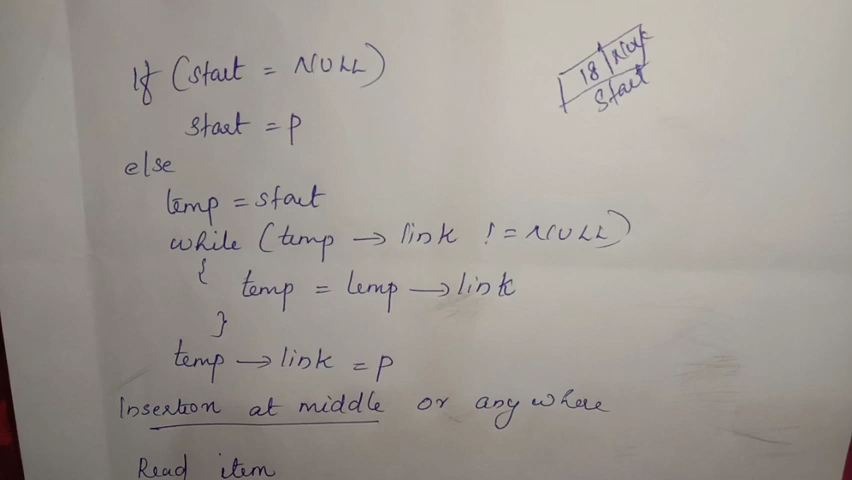 If (start = NULL)
start = p
else
temp = start
while (temp → link != NULL)
{ temp = temp → link
}
temp → link = p
Insertion at middle or any where
Read item
18
Start